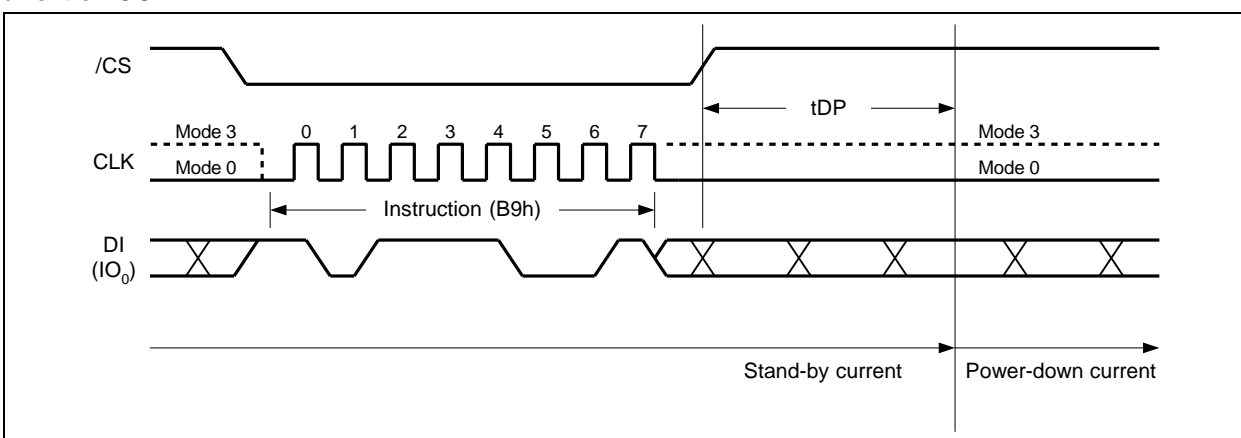 /CS
tDP
Mode 3
0 1 2 3 4 5 6 7
Mode 3
CLK
Mode 0
Mode 0
Instruction (B9h)
DI
(IO₀)
Stand-by current
Power-down current